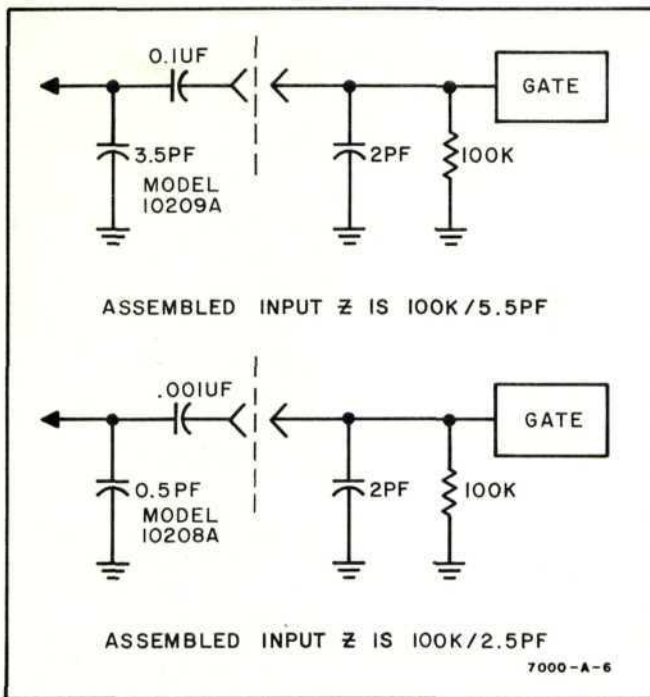 0.1UF
GATE
3.5PF
MODEL
10209A
2PF
100K
ASSEMBLED INPUT Z IS 100K/5.5PF
.001UF
GATE
0.5PF
MODEL
10208A
2PF
100K
ASSEMBLED INPUT Z IS 100K/2.5PF
7000-A-6